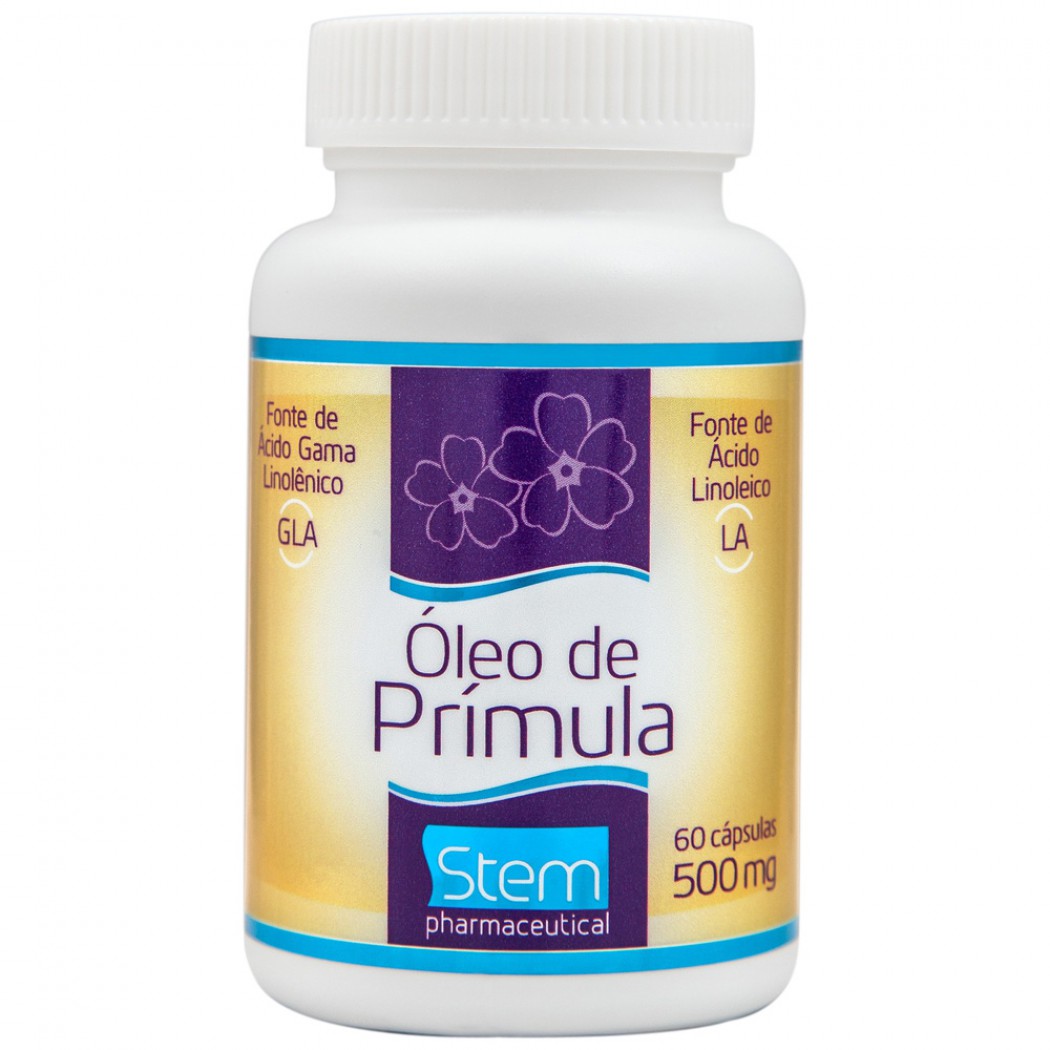 Fonte de
Ácido Gama
Linolênico
GLA
Fonte de
Ácido
Linoleico
LA
Óleo de
Prímula
60 cápsulas
500 mg
Stem
pharmaceutical